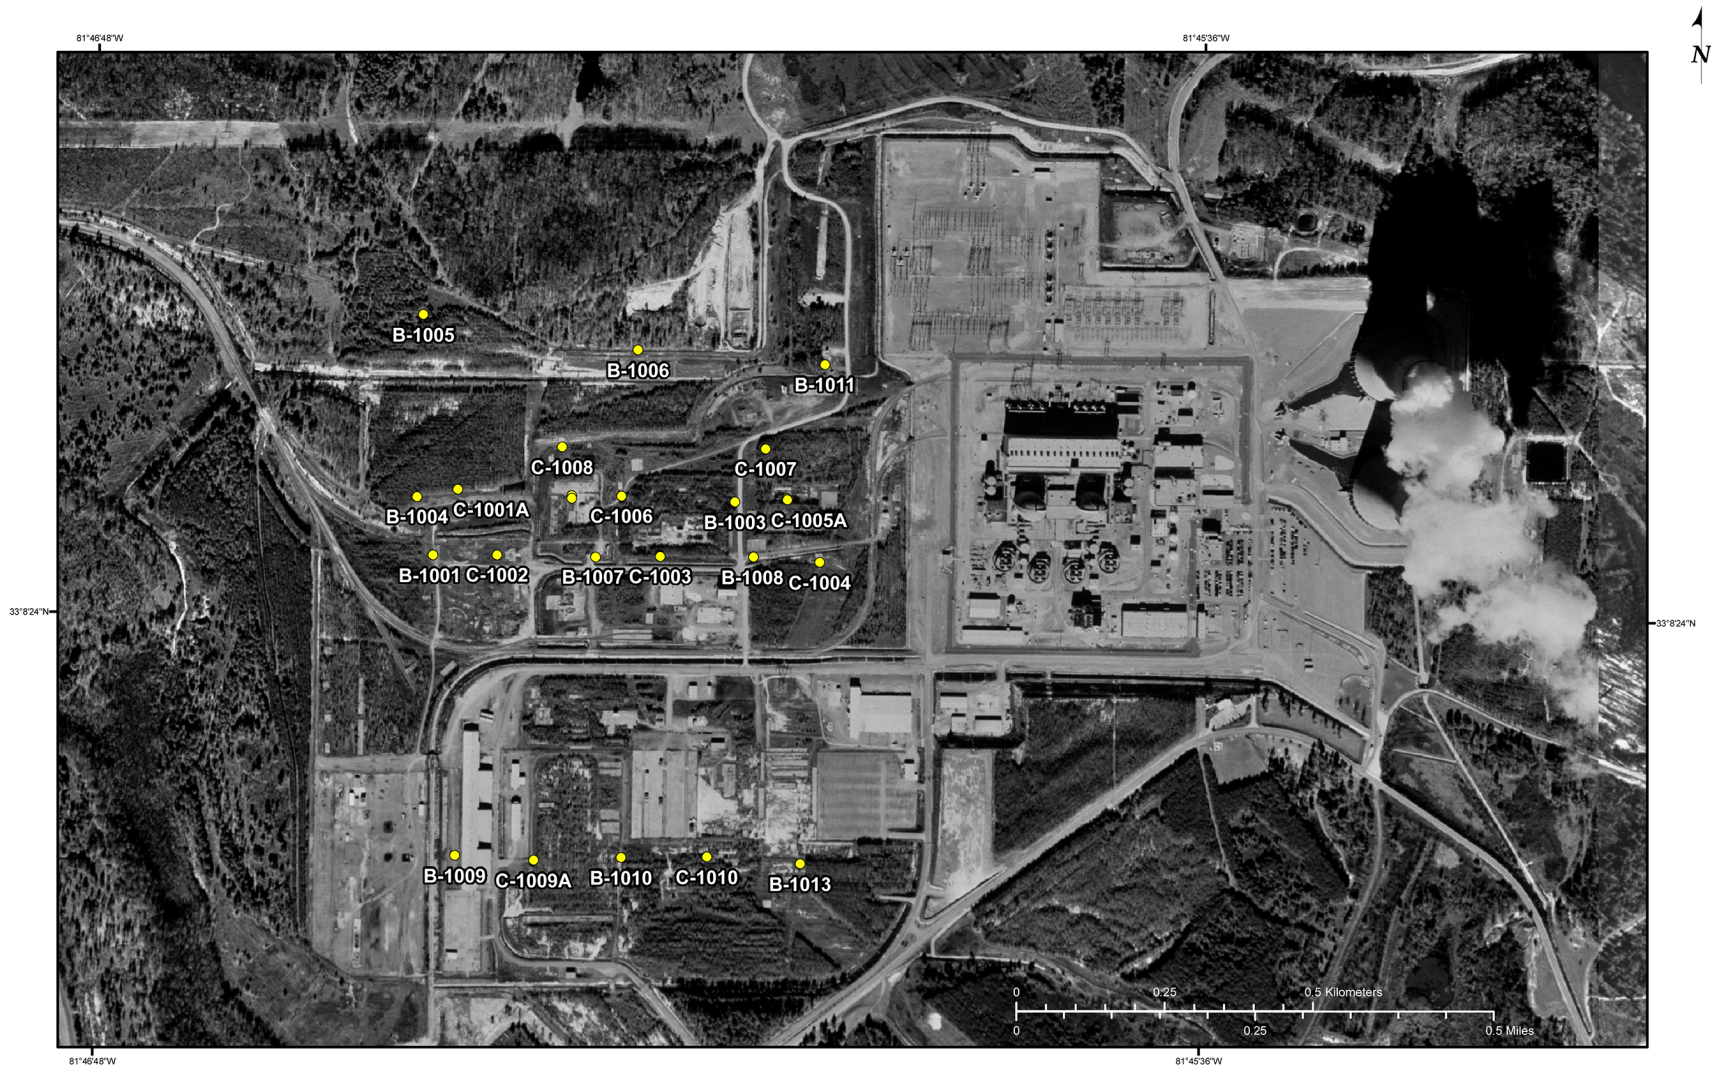 81°46'48"W
81°45'36"W
N
B-1005
B-1006
B-1011
C-1008
C-1007
B-1004
C-1001A
C-1006
B-1003
C-1005A
B-1001
C-1002
B-1007
C-1003
B-1008
C-1004
33°8'24"N
33°8'24"N
B-1009
C-1009A
B-1010
C-1010
B-1013
0
0.25
0.5 Kilometers
0
0.25
0.5 Miles
81°46'48"W
81°45'36"W